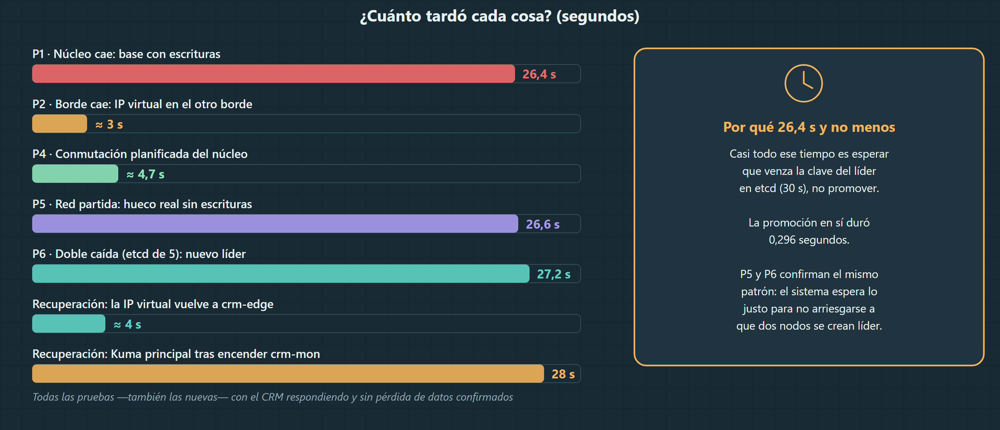 ¿Cuánto tardó cada cosa? (segundos)
P1 · Núcleo cae: base con escrituras
26,4 s
P2 · Borde cae: IP virtual en el otro borde
≈ 3 s
P4 · Conmutación planificada del núcleo
≈ 4,7 s
P5 · Red partida: hueco real sin escrituras
26,6 s
P6 · Doble caída (etcd de 5): nuevo líder
27,2 s
Recuperación: la IP virtual vuelve a crm-edge
≈ 4 s
Recuperación: Kuma principal tras encender crm-mon
28 s
Todas las pruebas —también las nuevas— con el CRM respondiendo y sin pérdida de datos confirmados
Por qué 26,4 s y no menos
Casi todo ese tiempo es esperar
que venza la clave del líder
en etcd (30 s), no promover.
La promoción en sí duró
0,296 segundos.
P5 y P6 confirman el mismo
patrón: el sistema espera lo
justo para no arriesgarse a
que dos nodos se crean líder.